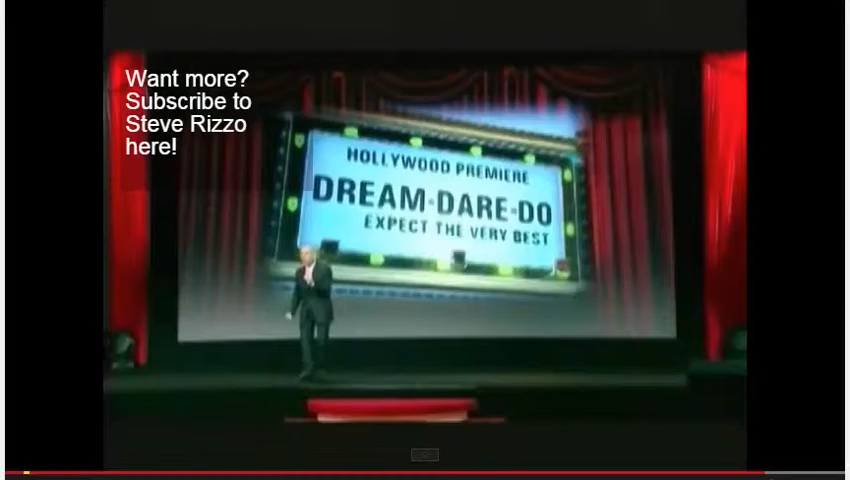 Want more?
Subscribe to
Steve Rizzo
here!
HOLLYWOOD PREMIERE
DREAM·DARE·DO
EXPECT THE VERY BEST